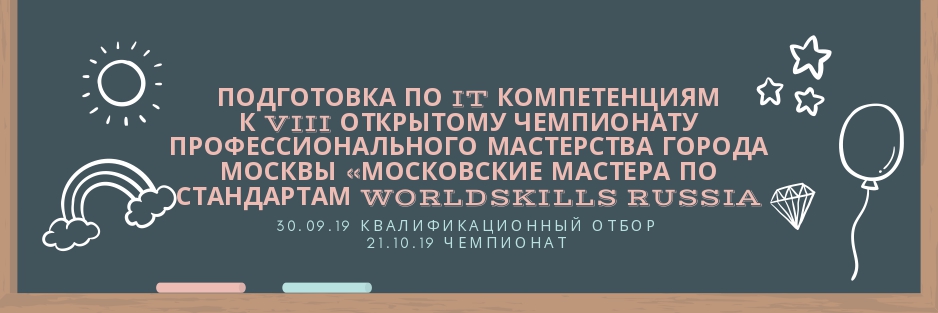 ПОДГОТОВКА ПО IT КОМПЕТЕНЦИЯМ
К VIII ОТКРЫТОМУ ЧЕМПИОНАТУ
ПРОФЕССИОНАЛЬНОГО МАСТЕРСТВА ГОРОДА
МОСКВЫ «МОСКОВСКИЕ МАСТЕРА ПО
СТАНДАРТАМ WORLDSKILLS RUSSIA
30.09.19 КВАЛИФИКАЦИОННЫЙ ОТБОР
21.10.19 ЧЕМПИОНАТ